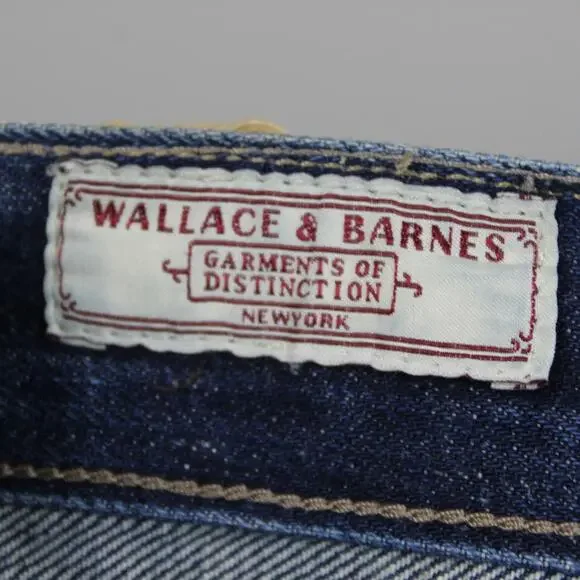 WALLACE & BARNES
GARMENTS OF
DISTINCTION
NEWYORK